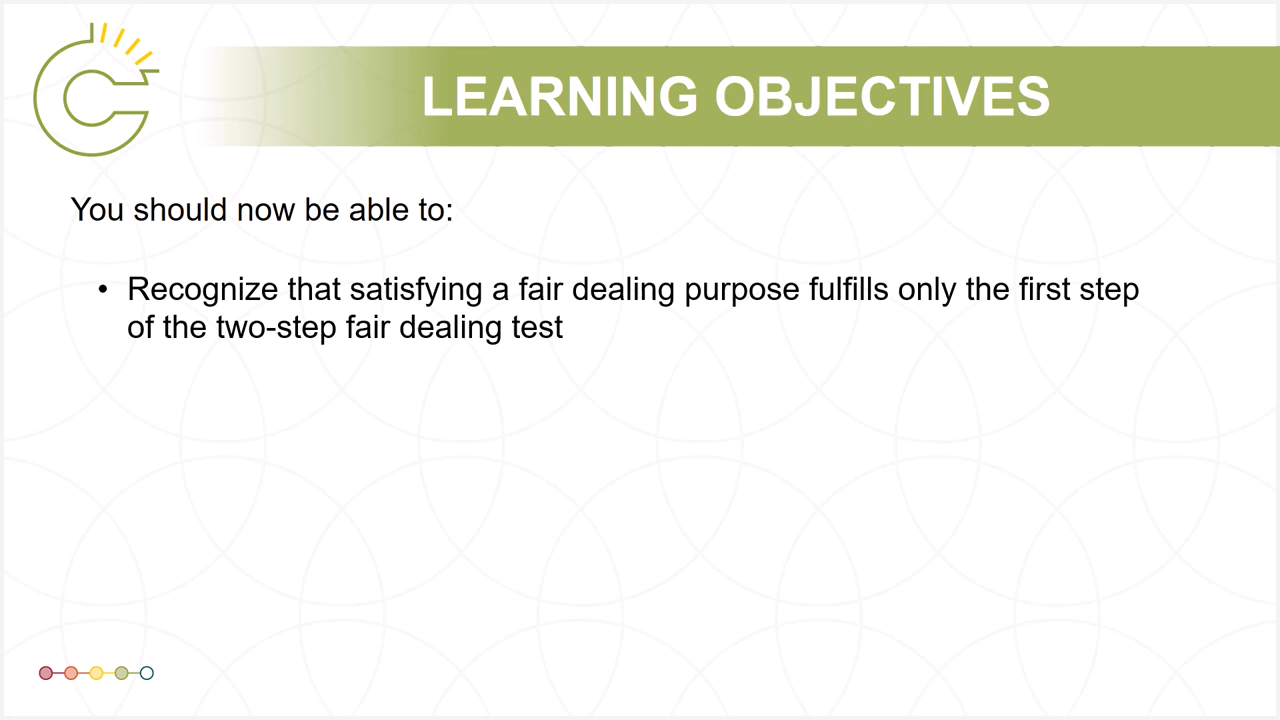 LEARNING OBJECTIVES
You should now be able to:
• Recognize that satisfying a fair dealing purpose fulfills only the first step
of the two-step fair dealing test